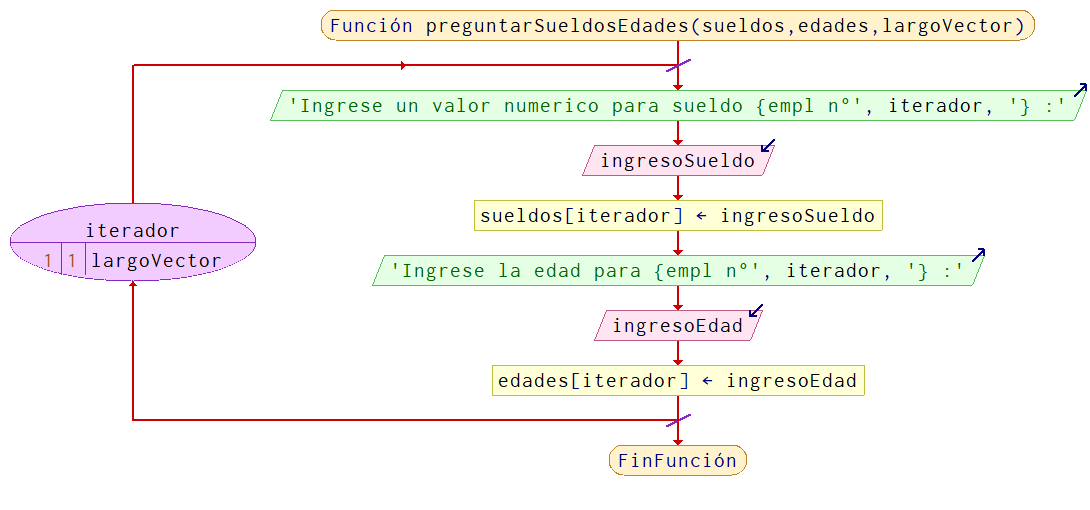 Función preguntarSueldosEdades(sueldos,edades,largoVector)
'Ingrese un valor numerico para sueldo {empl n°', iterador, '} :'
ingresoSueldo
sueldos[iterador] ← ingresoSueldo
iterador
1 1 largoVector
'Ingrese la edad para {empl n°', iterador, '} :'
ingresoEdad
edades[iterador] ← ingresoEdad
FinFunción